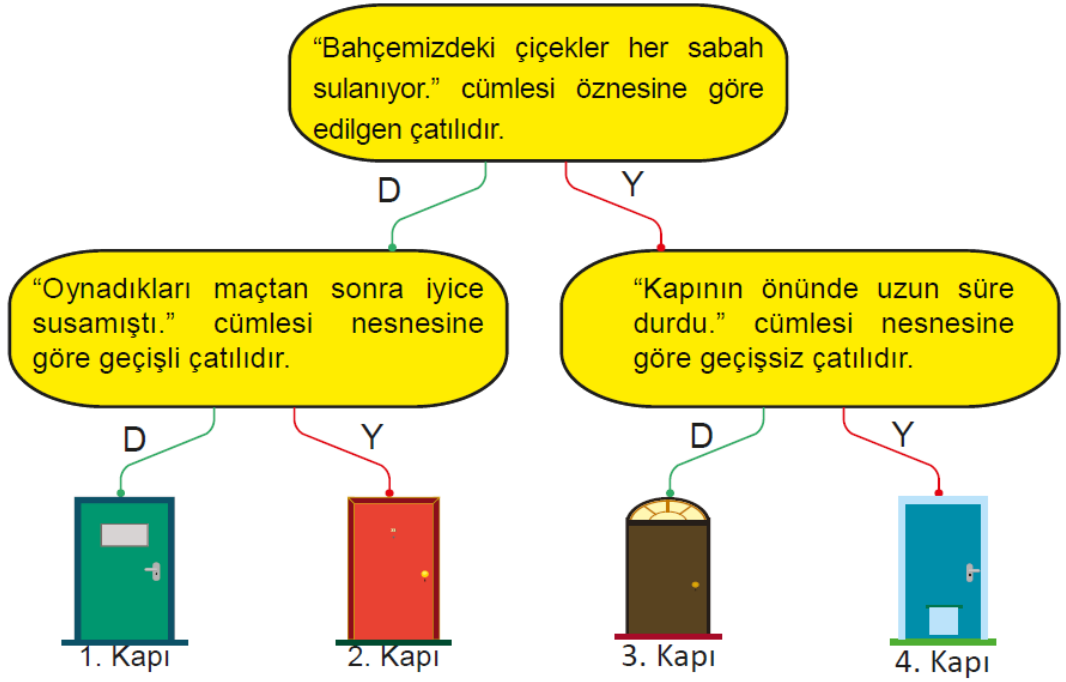 “Bahçemizdeki çiçekler her sabah
sulanıyor.” cümlesi öznesine göre
edilgen çatılıdır.
D
Y
“Oynadıkları maçtan sonra iyice
susamıştı.” cümlesi nesnesine
göre geçişli çatılıdır.
“Kapının önünde uzun süre
durdu.” cümlesi nesnesine
göre geçişsiz çatılıdır.
D
Y
D
Y
1. Kapı
2. Kapı
3. Kapı
4. Kapı